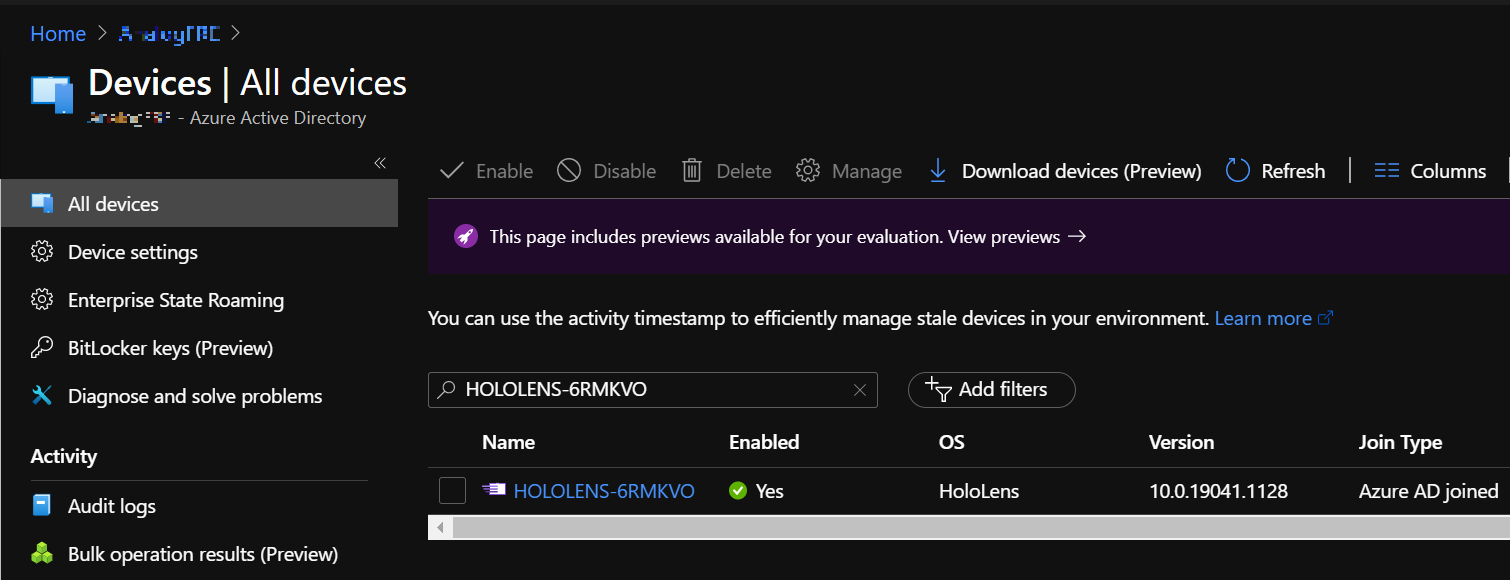 Home
Devices | All devices
- Azure Active Directory
Enable Disable Delete Manage Download devices (Preview) Refresh Columns
All devices
Device settings
Enterprise State Roaming
BitLocker keys (Preview)
Diagnose and solve problems
Activity
Audit logs
Bulk operation results (Preview)
This page includes previews available for your evaluation. View previews →
You can use the activity timestamp to efficiently manage stale devices in your environment. Learn more
HOLOLENS-6RMKVO Add filters
Name Enabled OS Version Join Type
HOLOLENS-6RMKVO Yes HoloLens 10.0.19041.1128 Azure AD joined